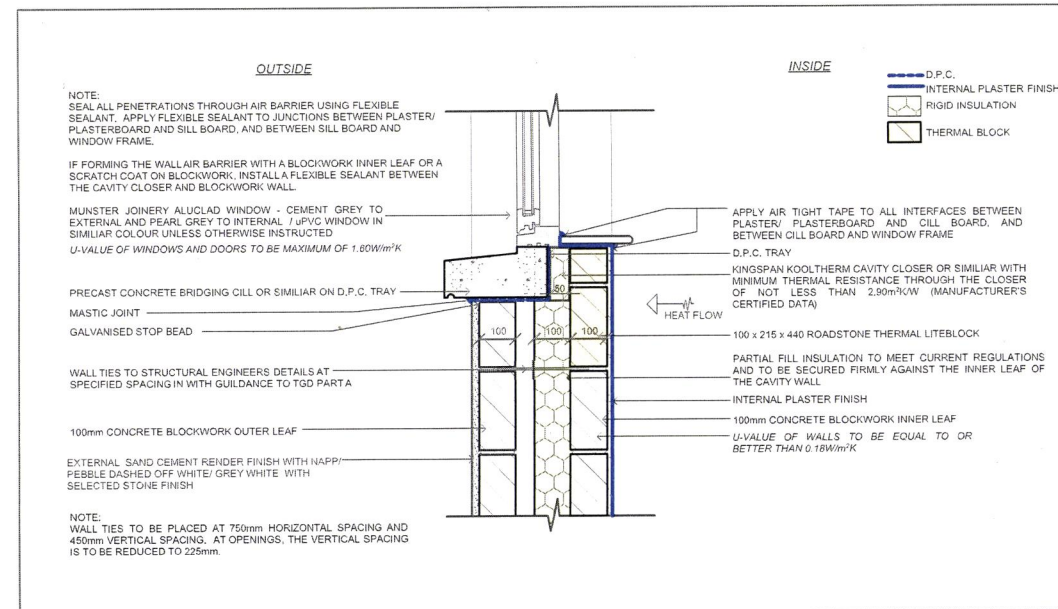 OUTSIDE
NOTE:
SEAL ALL PENETRATIONS THROUGH AIR BARRIER USING FLEXIBLE
SEALANT. APPLY FLEXIBLE SEALANT TO JUNCTIONS BETWEEN PLASTER/
PLASTERBOARD AND SILL BOARD, AND BETWEEN SILL BOARD AND
WINDOW FRAME.
IF FORMING THE WALL AIR BARRIER WITH A BLOCKWORK INNER LEAF OR A
SCRATCH COAT ON BLOCKWORK, INSTALL A FLEXIBLE SEALANT BETWEEN
THE CAVITY CLOSER AND BLOCKWORK WALL.
MUNSTER JOINERY ALUCLAD WINDOW - CEMENT GREY TO
EXTERNAL AND PEARL GREY TO INTERNAL / uPVC WINDOW IN
SIMILIAR COLOUR UNLESS OTHERWISE INSTRUCTED
U-VALUE OF WINDOWS AND DOORS TO BE MAXIMUM OF 1.60W/m²K
PRECAST CONCRETE BRIDGING CILL OR SIMILIAR ON D.P.C. TRAY
MASTIC JOINT
GALVANISED STOP BEAD
WALL TIES TO STRUCTURAL ENGINEERS DETAILS AT
SPECIFIED SPACING IN WITH GUILDANCE TO TGD PART A
100mm CONCRETE BLOCKWORK OUTER LEAF
EXTERNAL SAND CEMENT RENDER FINISH WITH NAPP/
PEBBLE DASHED OFF WHITE/ GREY WHITE WITH
SELECTED STONE FINISH
NOTE:
WALL TIES TO BE PLACED AT 750mm HORIZONTAL SPACING AND
450mm VERTICAL SPACING. AT OPENINGS, THE VERTICAL SPACING
IS TO BE REDUCED TO 225mm.
50
100
100
100
INSIDE
D.P.C.
INTERNAL PLASTER FINISH
RIGID INSULATION
THERMAL BLOCK
APPLY AIR TIGHT TAPE TO ALL INTERFACES BETWEEN
PLASTER/ PLASTERBOARD AND CILL BOARD, AND
BETWEEN CILL BOARD AND WINDOW FRAME
D.P.C. TRAY
KINGSPAN KOOLTHERM CAVITY CLOSER OR SIMILIAR WITH
MINIMUM THERMAL RESISTANCE THROUGH THE CLOSER
OF NOT LESS THAN 2.90m²K/W (MANUFACTURER'S
CERTIFIED DATA)
HEAT FLOW
100 x 215 x 440 ROADSTONE THERMAL LITEBLOCK
PARTIAL FILL INSULATION TO MEET CURRENT REGULATIONS
AND TO BE SECURED FIRMLY AGAINST THE INNER LEAF OF
THE CAVITY WALL
INTERNAL PLASTER FINISH
100mm CONCRETE BLOCKWORK INNER LEAF
U-VALUE OF WALLS TO BE EQUAL TO OR
BETTER THAN 0.18W/m²K